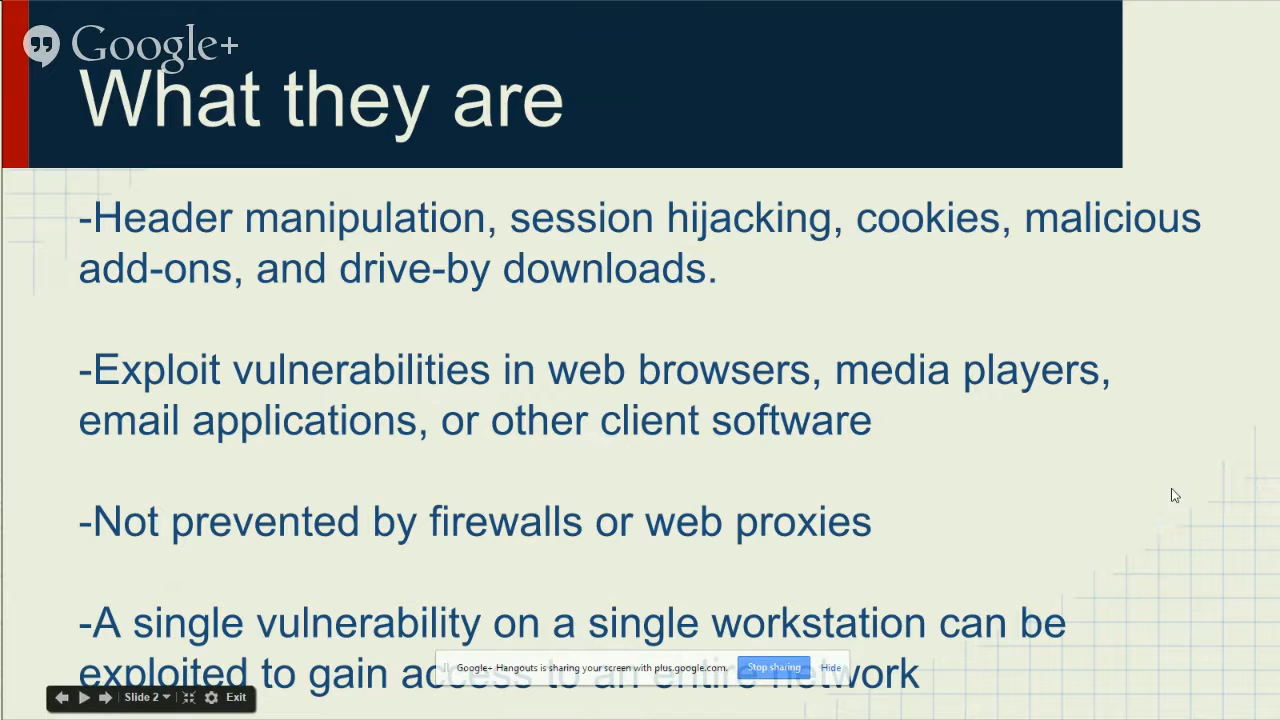 Google+
What they are
-Header manipulation, session hijacking, cookies, malicious
add-ons, and drive-by downloads.
-Exploit vulnerabilities in web browsers, media players,
email applications, or other client software
-Not prevented by firewalls or web proxies
-A single vulnerability on a single workstation can be
exploited to gain access to an entire network
Google+ Hangouts is sharing your screen with plus.google.com. Stop sharing Hide
Slide 2 Exit